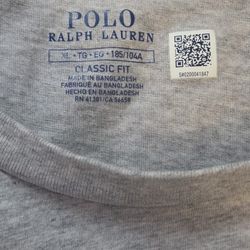 POLO
RALPH LAUREN
XL • TG • EG • 185/104A
CLASSIC FIT
MADE IN BANGLADESH
FABRIQUÉ AU BANGLADESH
HECHO EN BANGLADESH
RN 41381/CA 56658
S#0200041847